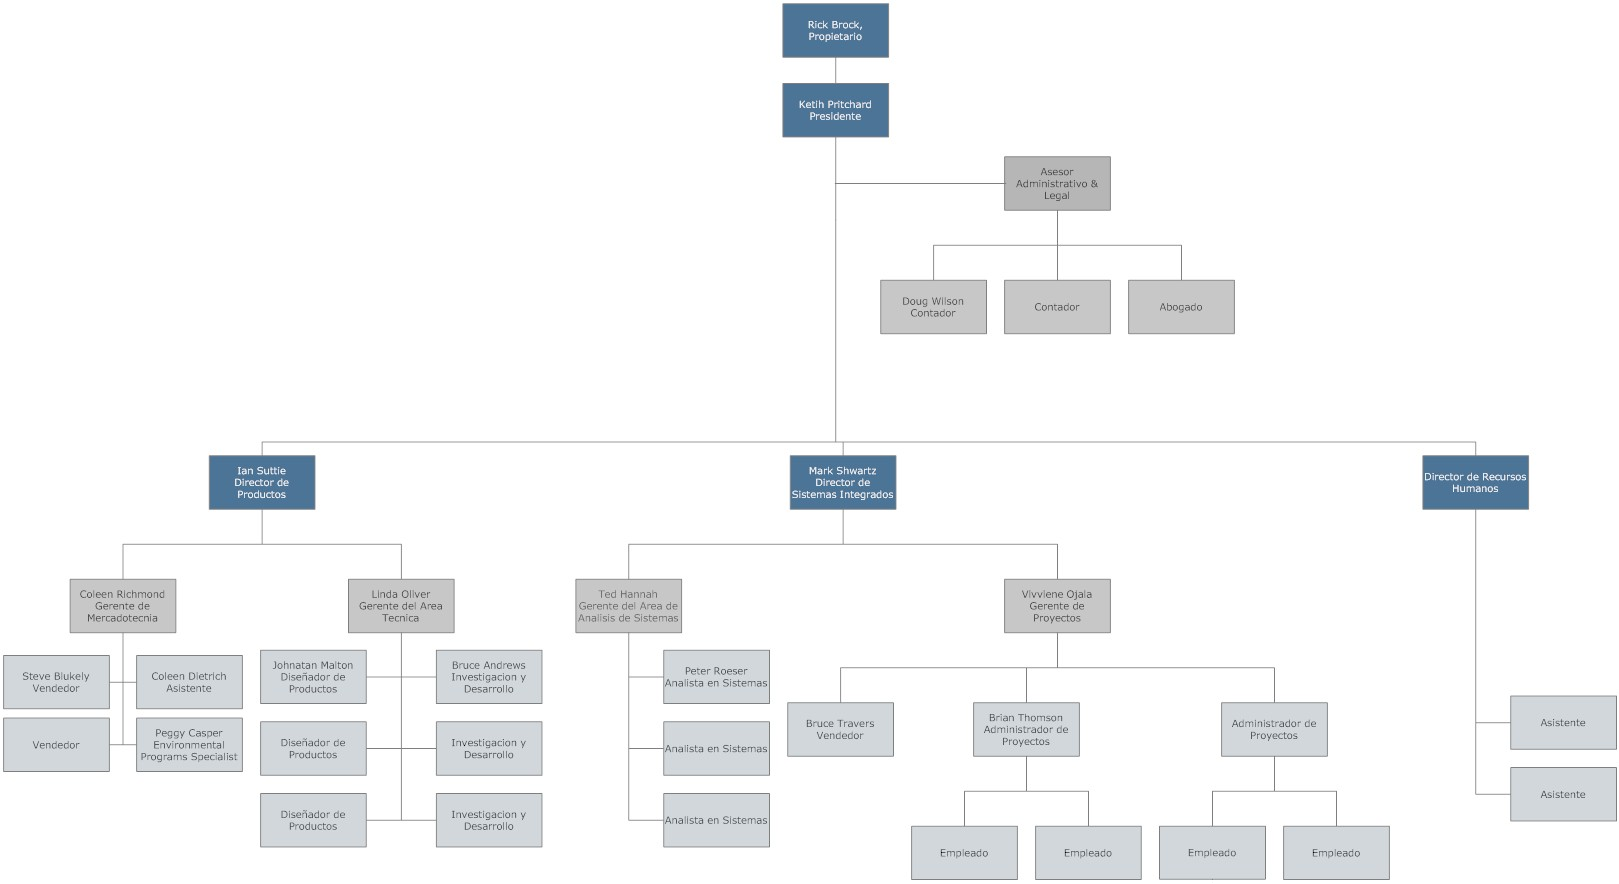 Rick Brock,
Propietario
Ketih Pritchard
Presidente
Asesor
Administrativo &
Legal
Doug Wilson
Contador
Contador
Abogado
Ian Suttie
Director de
Productos
Mark Shwartz
Director de
Sistemas Integrados
Director de Recursos
Humanos
Coleen Richmond
Gerente de
Mercadotecnia
Linda Oliver
Gerente del Area
Tecnica
Ted Hannah
Gerente del Area de
Analisis de Sistemas
Vivviene Ojala
Gerente de
Proyectos
Steve Blukely
Vendedor
Coleen Dietrich
Asistente
Vendedor
Peggy Casper
Environmental
Programs Specialist
Johnatan Malton
Diseñador de
Productos
Bruce Andrews
Investigacion y
Desarrollo
Diseñador de
Productos
Investigacion y
Desarrollo
Diseñador de
Productos
Investigacion y
Desarrollo
Peter Roeser
Analista en Sistemas
Analista en Sistemas
Analista en Sistemas
Bruce Travers
Vendedor
Brian Thomson
Administrador de
Proyectos
Administrador de
Proyectos
Empleado
Empleado
Empleado
Empleado
Asistente
Asistente